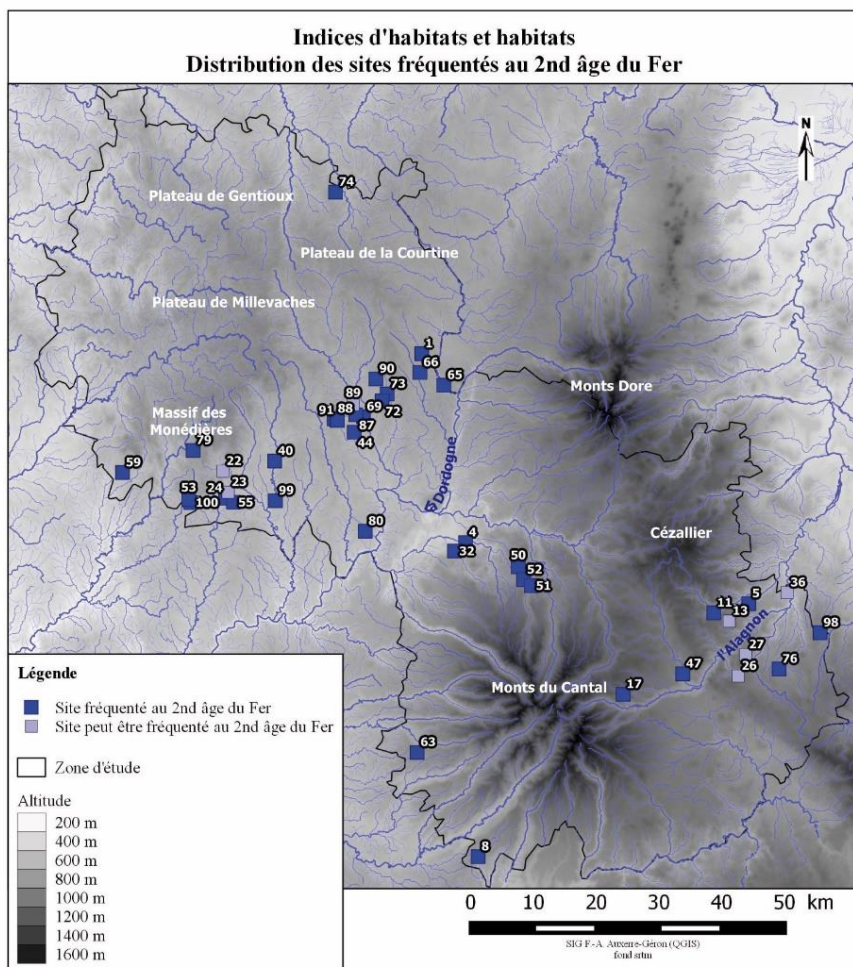 Indices d'habitats et habitats
Distribution des sites fréquentés au 2nd âge du Fer
N
74
Plateau de Gentioux
Plateau de la Courtine
Plateau de Millevaches
1
66
90
65
73
Monts Dore
89
69
91
88
72
87
Massif des
Monédières
44
79
40
22
59
Dordogne
23
24
53
99
100
55
80
4
Cézallier
32
50
52
51
36
5
11
13
98
l'Alagnon
27
76
26
47
17
Monts du Cantal
63
8
Légende
Site fréquenté au 2nd âge du Fer
Site peut être fréquenté au 2nd âge du Fer
Zone d'étude
Altitude
200 m
400 m
600 m
800 m
1000 m
1200 m
1400 m
1600 m
0 10 20 30 40 50 km
SIG F.-A. Auxerre-Géron (QGIS)
fond srtm